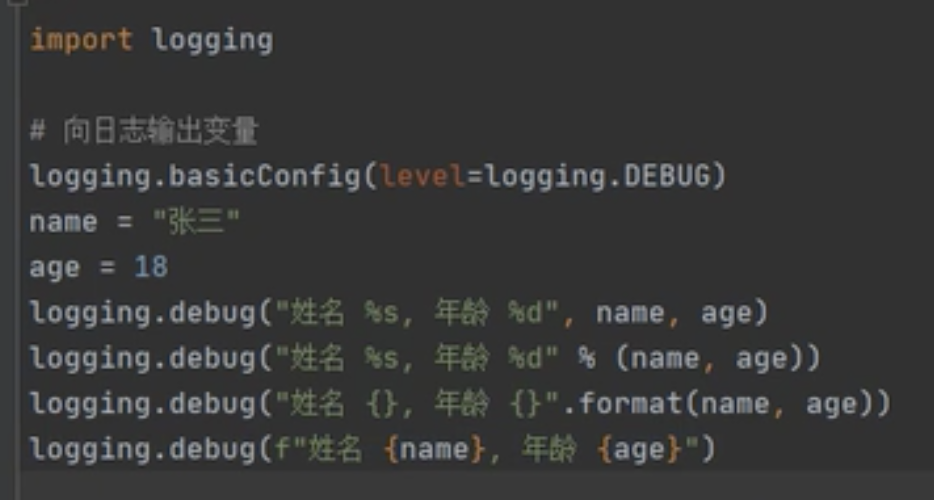 import logging
# 向日志输出变量
logging.basicConfig(level=logging.DEBUG)
name = "张三"
age = 18
logging.debug("姓名 %s, 年龄 %d", name, age)
logging.debug("姓名 %s, 年龄 %d" % (name, age))
logging.debug("姓名 {}, 年龄 {}".format(name, age))
logging.debug(f"姓名 {name}, 年龄 {age}")